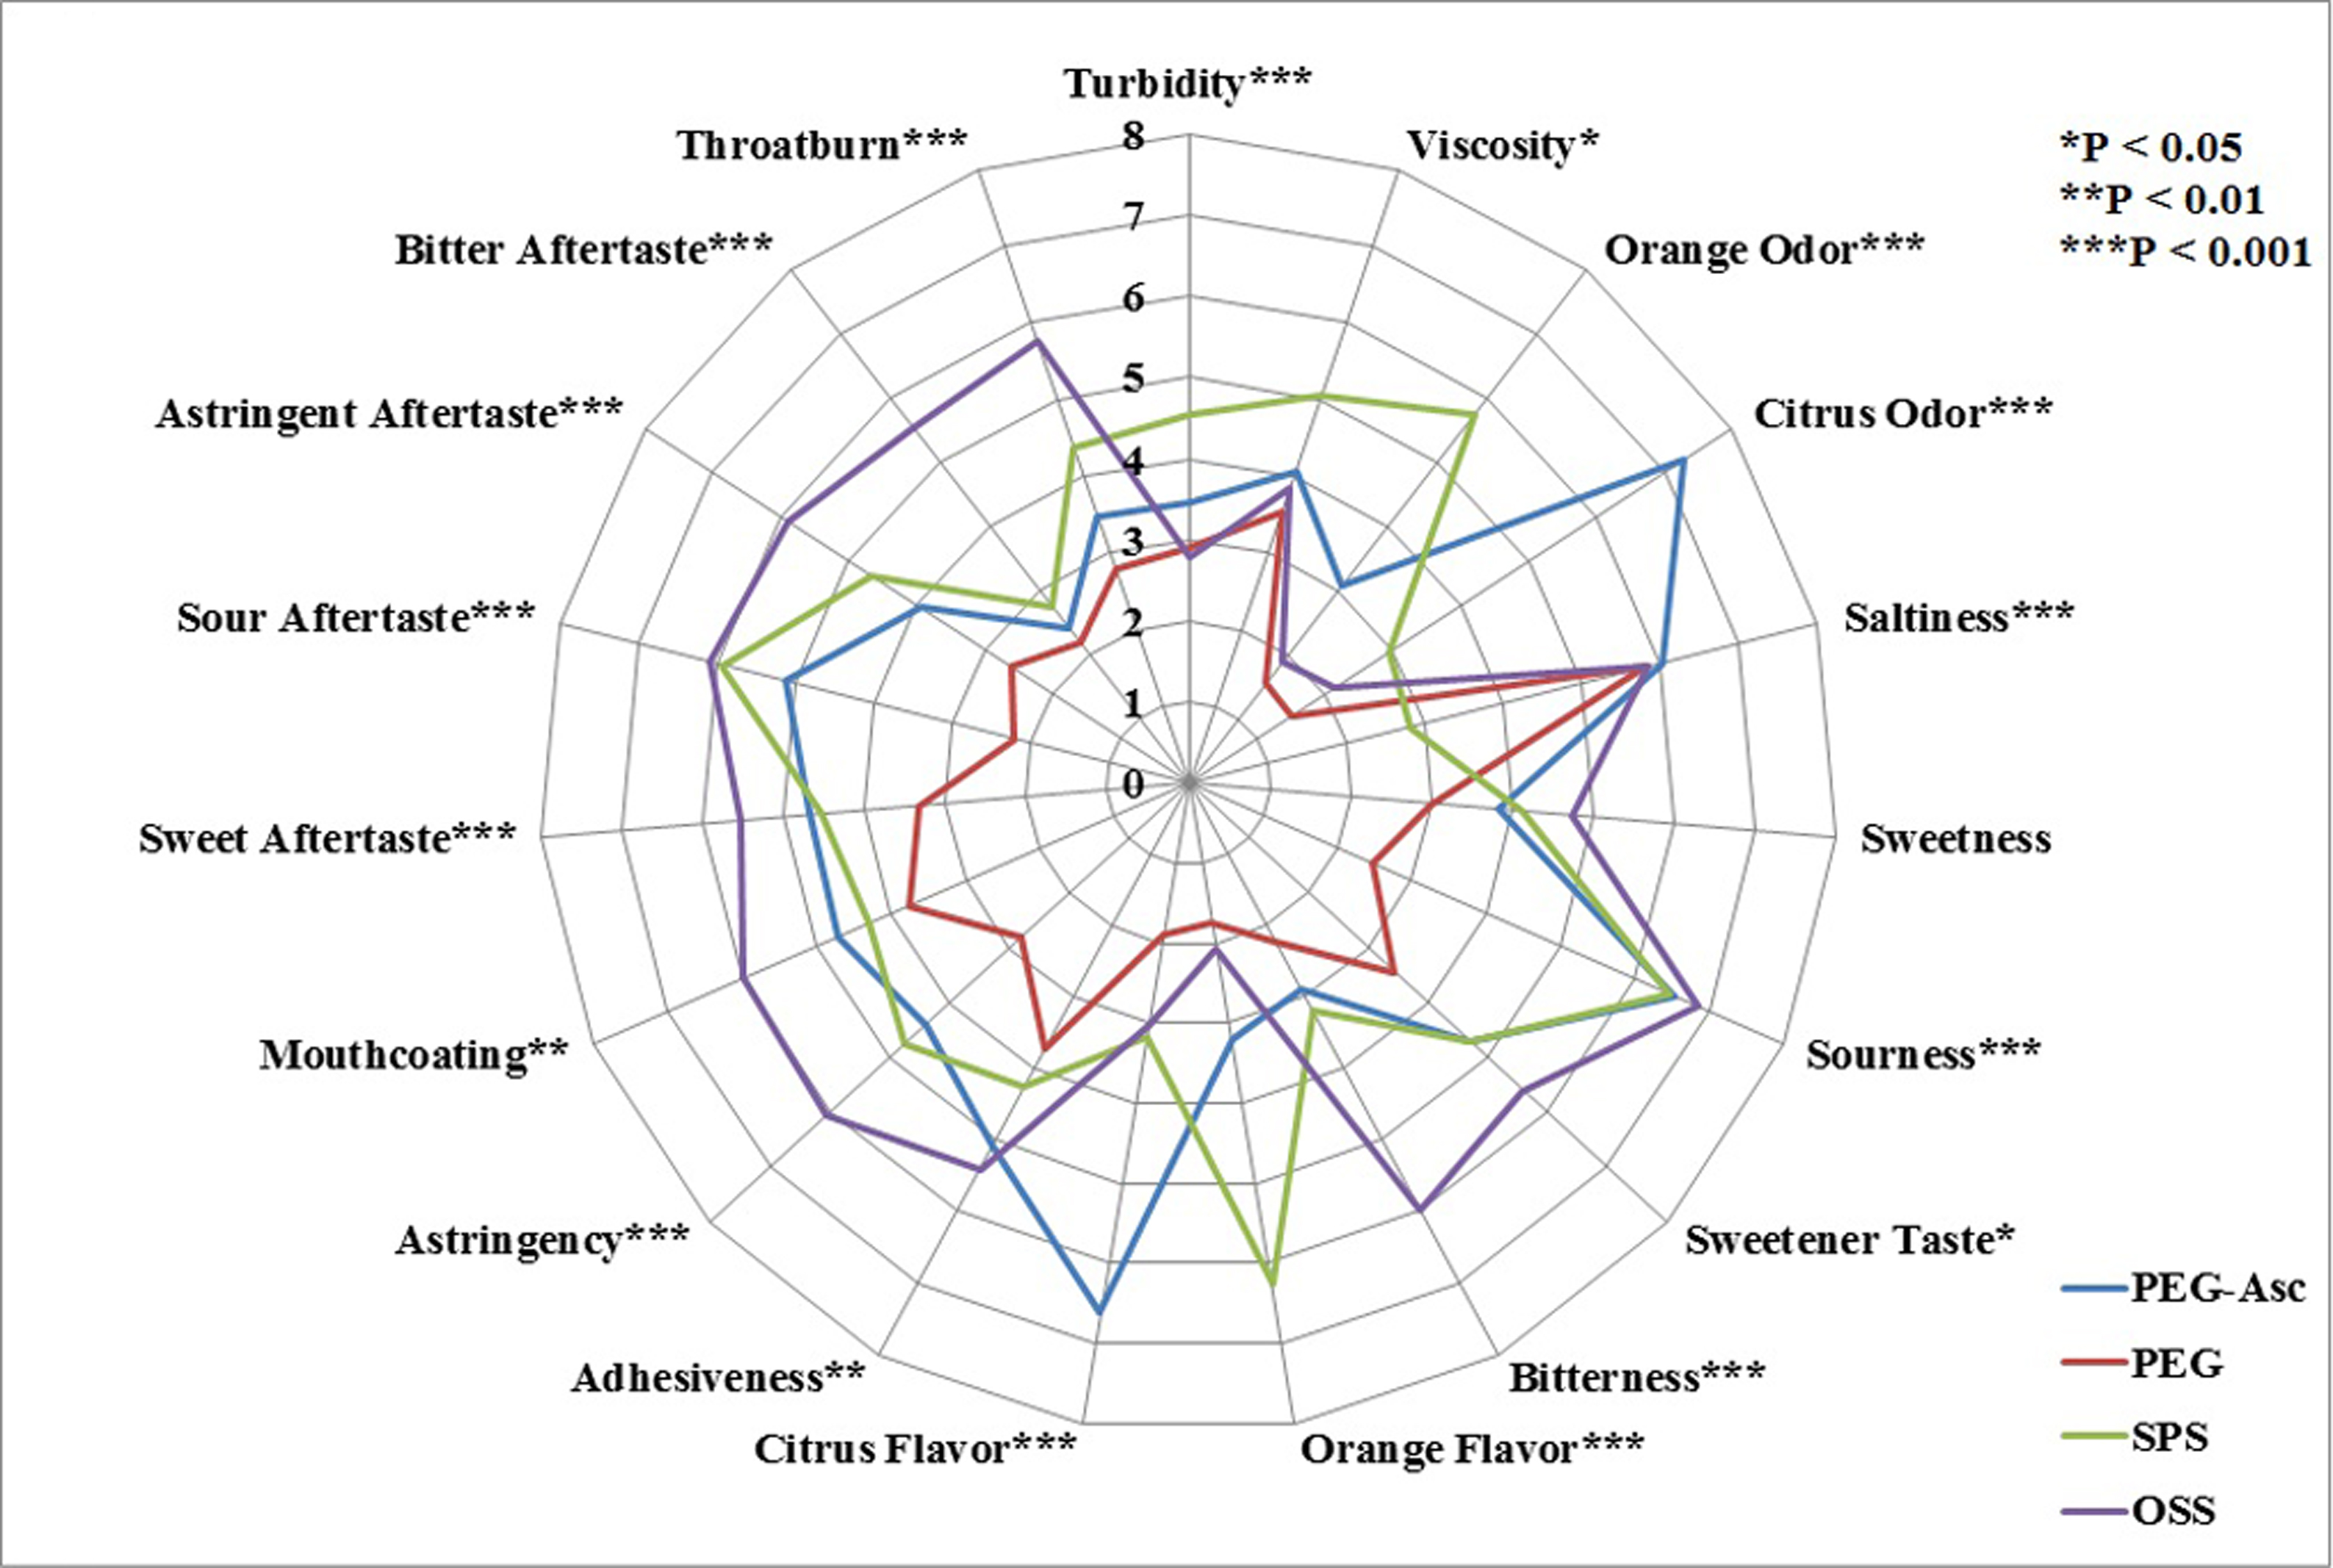 Turbidity***
Throatburn***
Viscosity*
*P < 0.05
**P < 0.01
***P < 0.001
Bitter Aftertaste***
Orange Odor***
Astringent Aftertaste***
Citrus Odor***
Sour Aftertaste***
Saltiness***
Sweet Aftertaste***
Sweetness
Mouthcoating**
Sourness***
Astringency***
Sweetener Taste*
Adhesiveness**
Bitterness***
Citrus Flavor***
Orange Flavor***
8
7
6
5
4
3
2
1
0
PEG-Asc
PEG
SPS
OSS